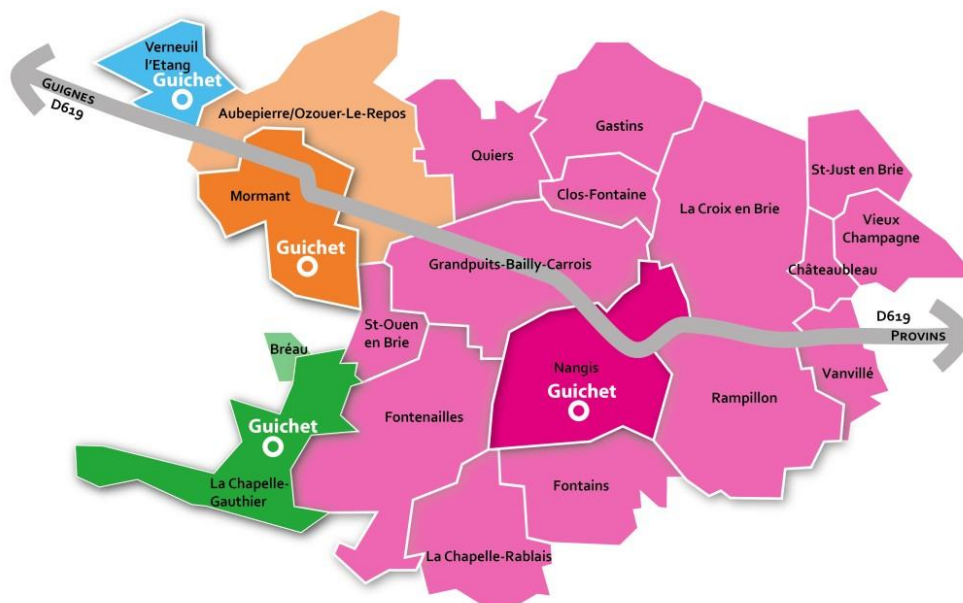 Verneuil
l'Etang
Guichet
GUIGNES
D619
Aubepierre/Ozouer-Le-Repos
Gastins
Quiers
St-Just en Brie
Mormant
Clos-Fontaine
La Croix en Brie
Vieux
Champagne
Guichet
Grandpuits-Bailly-Carrois
Châteaubleau
D619
PROVINS
St-Ouen
en Brie
Bréau
Nangis
Guichet
Vanvillé
Rampillon
Fontenailles
Guichet
La Chapelle-
Gauthier
Fontains
La Chapelle-Rablais